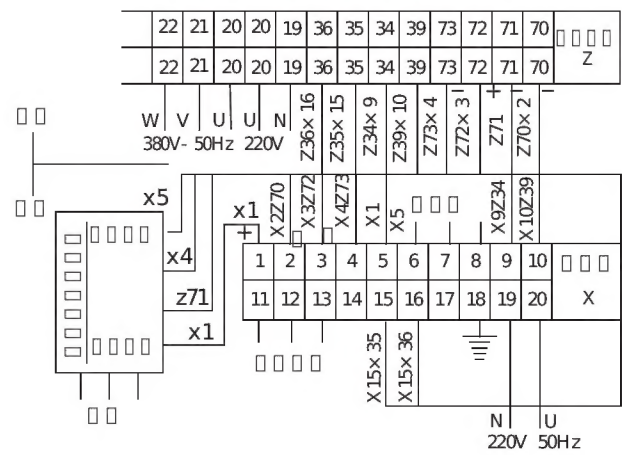 22 21 20 20 19 36 35 34 39 73 72 71 70
Z
22 21 20 20 19 36 35 34 39 73 72 71 70
W V U U N
380V- 50Hz 220V
Z36×16
Z35×15
Z34×9
Z39×10
Z73×4
Z72×3
Z71
Z70×2
− + − −
x5
x4
z71
x1
x1
+
X2Z70
X3Z72
X4Z73
X1
X5
X9Z34
X10Z39
1 2 3 4 5 6 7 8 9 10
11 12 13 14 15 16 17 18 19 20 X
X15×35
X15×36
N U
220V 50Hz